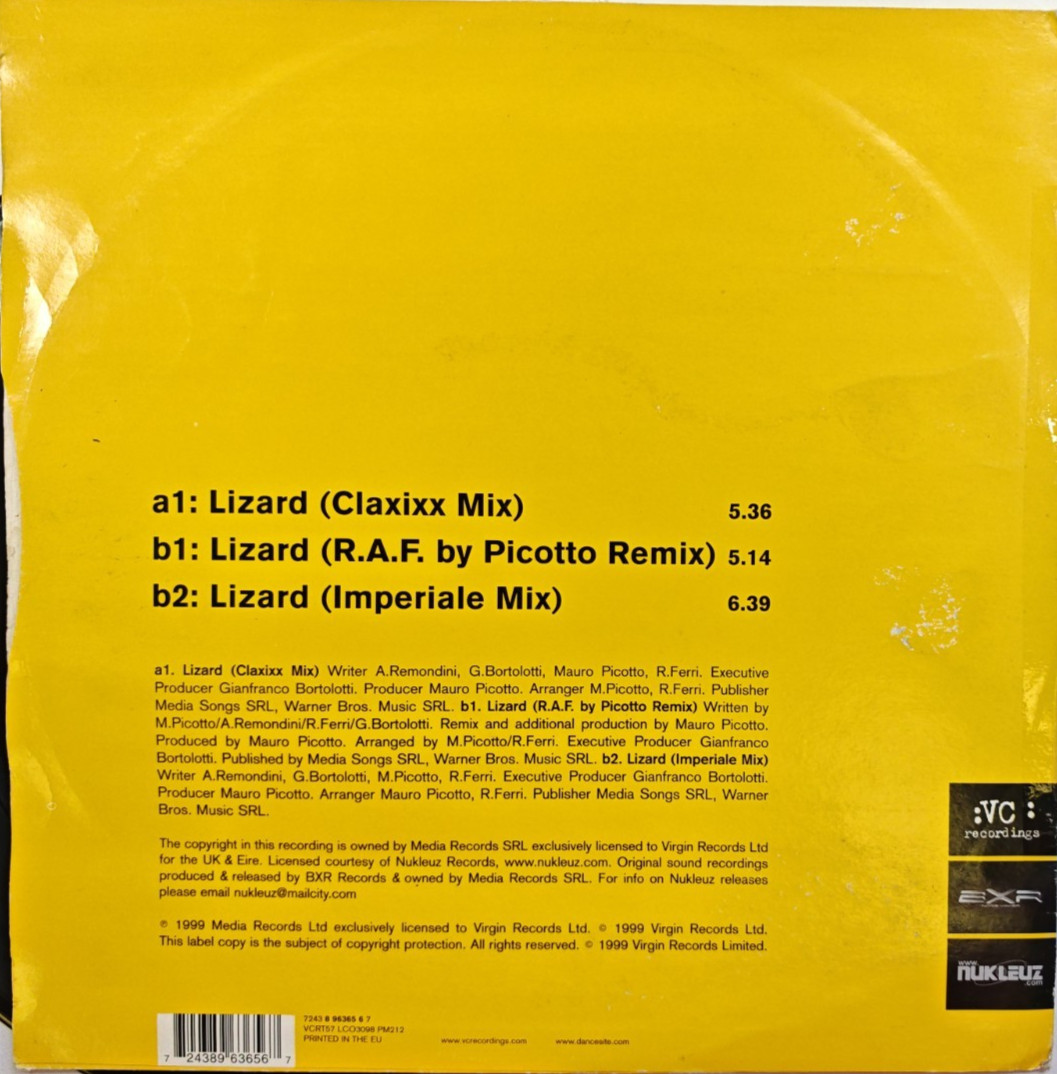 a1: Lizard (Claxixx Mix) 5.36
b1: Lizard (R.A.F. by Picotto Remix) 5.14
b2: Lizard (Imperiale Mix) 6.39
a1. Lizard (Claxixx Mix) Writer A.Remondini, G.Bortolotti, Mauro Picotto, R.Ferri. Executive
Producer Gianfranco Bortolotti. Producer Mauro Picotto. Arranger M.Picotto, R.Ferri. Publisher
Media Songs SRL, Warner Bros. Music SRL. b1. Lizard (R.A.F. by Picotto Remix) Written by
M.Picotto/A.Remondini/R.Ferri/G.Bortolotti. Remix and additional production by Mauro Picotto.
Produced by Mauro Picotto. Arranged by M.Picotto/R.Ferri. Executive Producer Gianfranco
Bortolotti. Published by Media Songs SRL, Warner Bros. Music SRL. b2. Lizard (Imperiale Mix)
Writer A.Remondini, G.Bortolotti, M.Picotto, R.Ferri. Executive Producer Gianfranco Bortolotti.
Producer Mauro Picotto. Arranger Mauro Picotto, R.Ferri. Publisher Media Songs SRL, Warner
Bros. Music SRL.
The copyright in this recording is owned by Media Records SRL exclusively licensed to Virgin Records Ltd
for the UK & Eire. Licensed courtesy of Nukleuz Records, www.nukleuz.com. Original sound recordings
produced & released by BXR Records & owned by Media Records SRL. For info on Nukleuz releases
please email nukleuz@mailcity.com
℗ 1999 Media Records Ltd exclusively licensed to Virgin Records Ltd. © 1999 Virgin Records Ltd.
This label copy is the subject of copyright protection. All rights reserved. © 1999 Virgin Records Limited.
:VC :
recordings
BXR
www.
NUKLEUZ
.com
7243 8 96365 6 7
VCRT57 LCO3098 PM212
PRINTED IN THE EU
www.vcrecordings.com www.dancesite.com
7 24389 63656 7